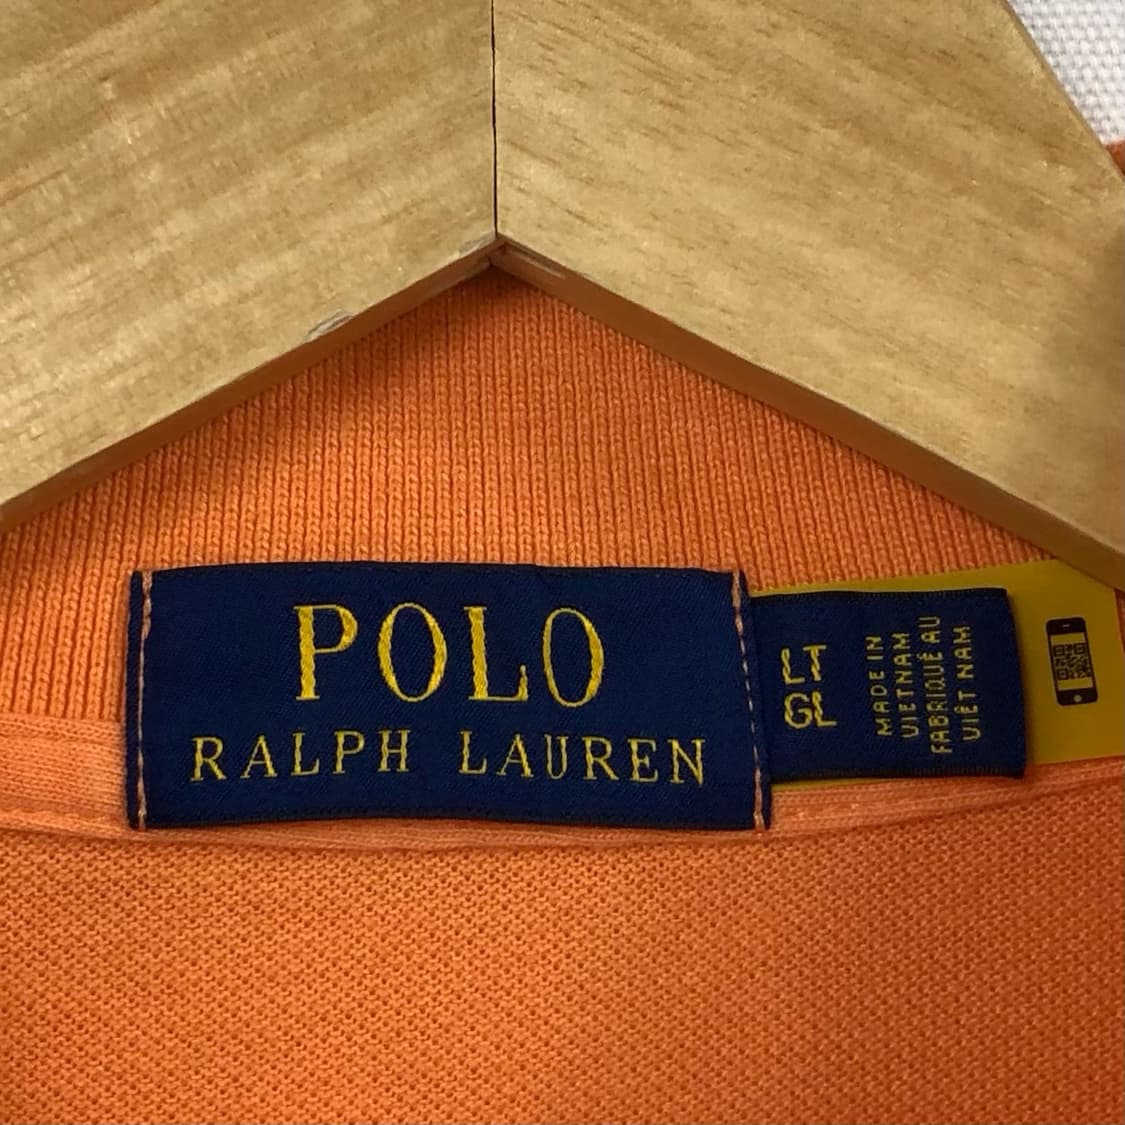 POLO
RALPH LAUREN
LT
GL
MADE IN
VIETNAM
FABRIQUÉ AU
VIÊT NAM